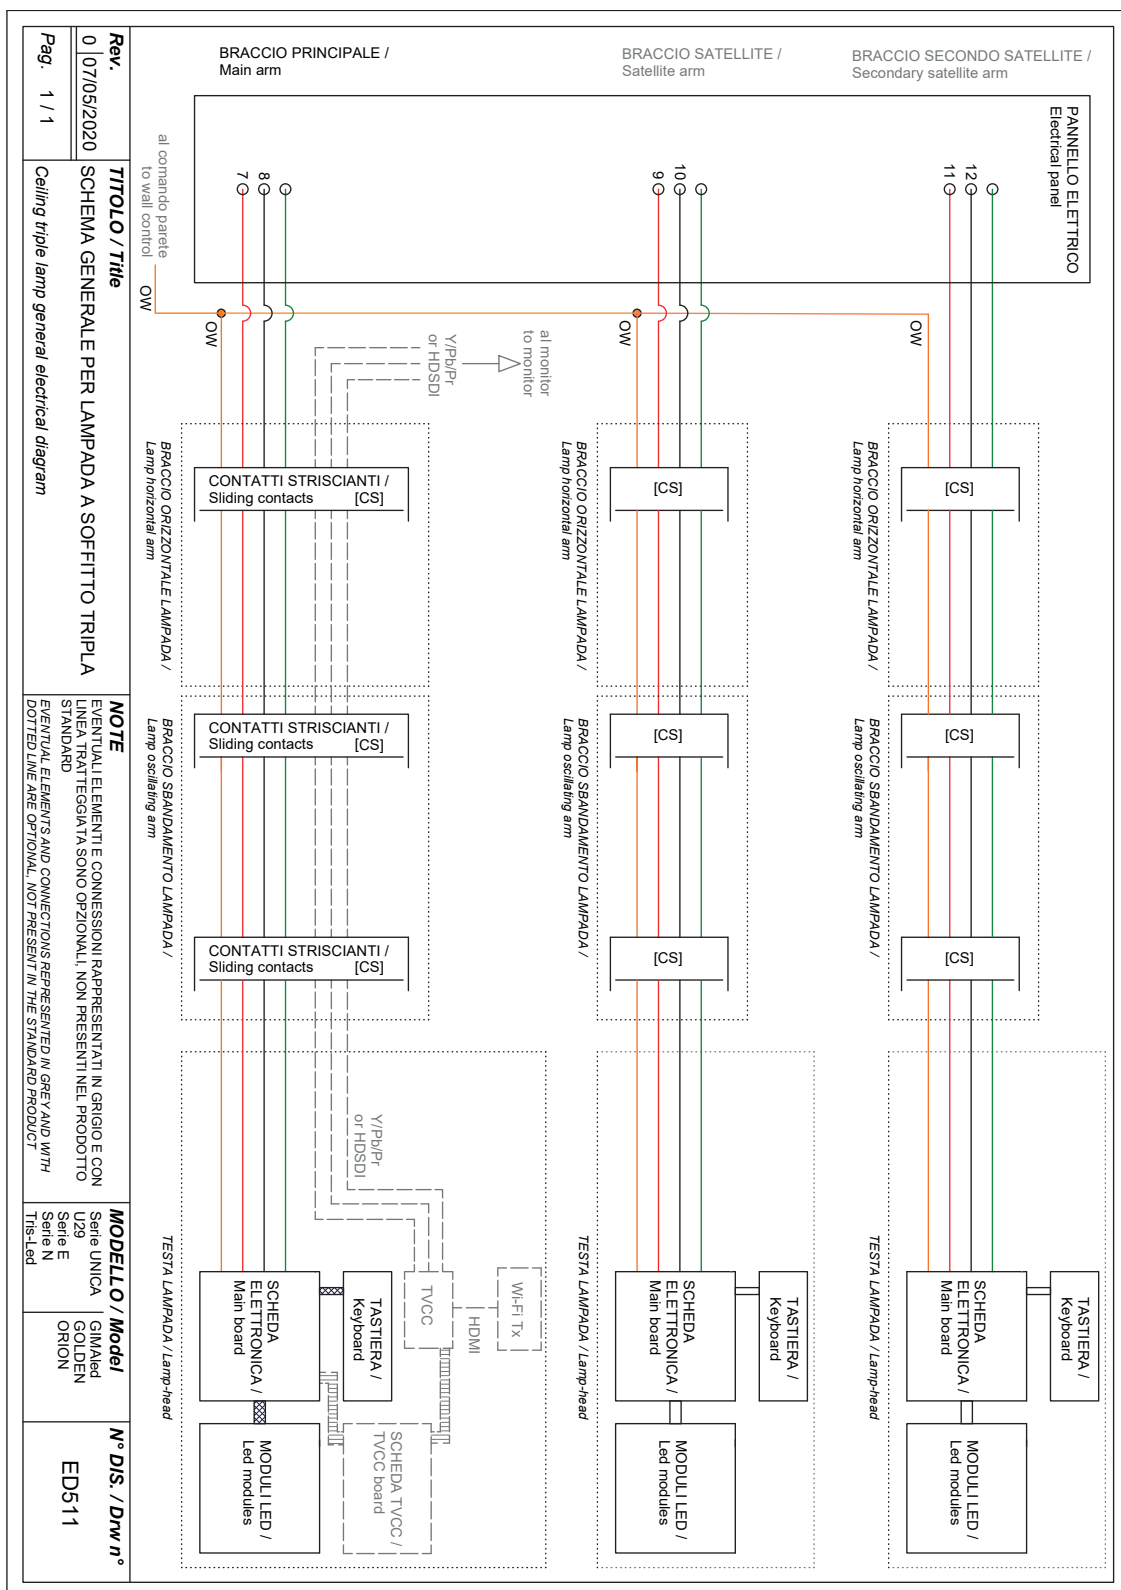 BRACCIO PRINCIPALE /
Main arm
BRACCIO SATELLITE /
Satellite arm
BRACCIO SECONDO SATELLITE /
Secondary satellite arm
PANNELLO ELETTRICO
Electrical panel
7
8
9
10
11
12
al comando parete
to wall control
OW
OW
OW
OW
Y/Pb/Pr
or HDSDI
al monitor
to monitor
BRACCIO ORIZZONTALE LAMPADA /
Lamp horizontal arm
CONTATTI STRISCIANTI /
Sliding contacts [CS]
BRACCIO ORIZZONTALE LAMPADA /
Lamp horizontal arm
[CS]
BRACCIO ORIZZONTALE LAMPADA /
Lamp horizontal arm
[CS]
BRACCIO SBANDAMENTO LAMPADA /
Lamp oscillating arm
CONTATTI STRISCIANTI /
Sliding contacts [CS]
CONTATTI STRISCIANTI /
Sliding contacts [CS]
BRACCIO SBANDAMENTO LAMPADA /
Lamp oscillating arm
[CS]
[CS]
BRACCIO SBANDAMENTO LAMPADA /
Lamp oscillating arm
[CS]
[CS]
TESTA LAMPADA / Lamp-head
Y/Pb/Pr
or HDSDI
SCHEDA
ELETTRONICA /
Main board
TASTIERA /
Keyboard
TVCC
HDMI
Wi-Fi Tx
MODULI LED /
Led modules
SCHEDA TVCC /
TVCC board
TESTA LAMPADA / Lamp-head
SCHEDA
ELETTRONICA /
Main board
TASTIERA /
Keyboard
MODULI LED /
Led modules
TESTA LAMPADA / Lamp-head
SCHEDA
ELETTRONICA /
Main board
TASTIERA /
Keyboard
MODULI LED /
Led modules
Rev.
0 07/05/2020
Pag. 1 / 1
TITOLO / Title
SCHEMA GENERALE PER LAMPADA A SOFFITTO TRIPLA
Ceiling triple lamp general electrical diagram
NOTE
EVENTUALI ELEMENTI E CONNESSIONI RAPPRESENTATI IN GRIGIO E CON
LINEA TRATTEGGIATA SONO OPZIONALI, NON PRESENTI NEL PRODOTTO
STANDARD
EVENTUAL ELEMENTS AND CONNECTIONS REPRESENTED IN GREY AND WITH
DOTTED LINE ARE OPTIONAL, NOT PRESENT IN THE STANDARD PRODUCT
MODELLO / Model
Serie UNICA
U29
Serie E
Serie N
Tris-Led
GIMAled
GOLDEN
ORION
N° DIS. / Drw n°
ED511